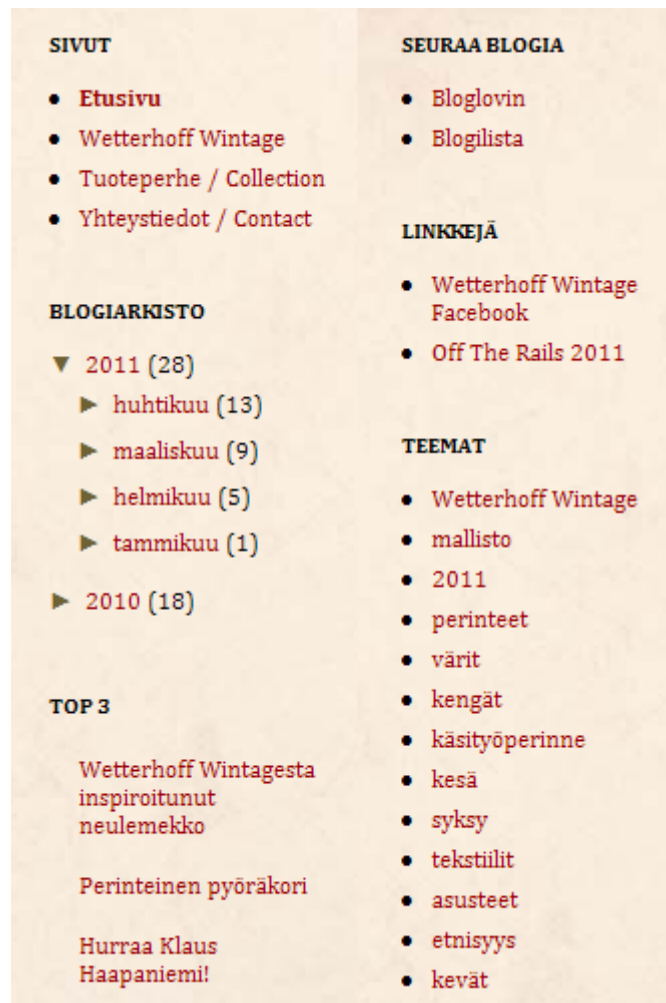 SIVUT
Etusivu
Wetterhoff Wintage
Tuoteperhe / Collection
Yhteystiedot / Contact
BLOGIARKISTO
▼ 2011 (28)
► huhtikuu (13)
► maaliskuu (9)
► helmikuu (5)
► tammikuu (1)
► 2010 (18)
TOP 3
Wetterhoff Wintagesta
inspiroitunut
neulemekko
Perinteinen pyöräkori
Hurraa Klaus
Haapaniemi!
SEURAA BLOGIA
Bloglovin
Blogilista
LINKKEJÄ
Wetterhoff Wintage
Facebook
Off The Rails 2011
TEEMAT
Wetterhoff Wintage
mallisto
2011
perinteet
värit
kengät
käsityöperinne
kesä
syksy
tekstiilit
asusteet
etnisyys
kevät